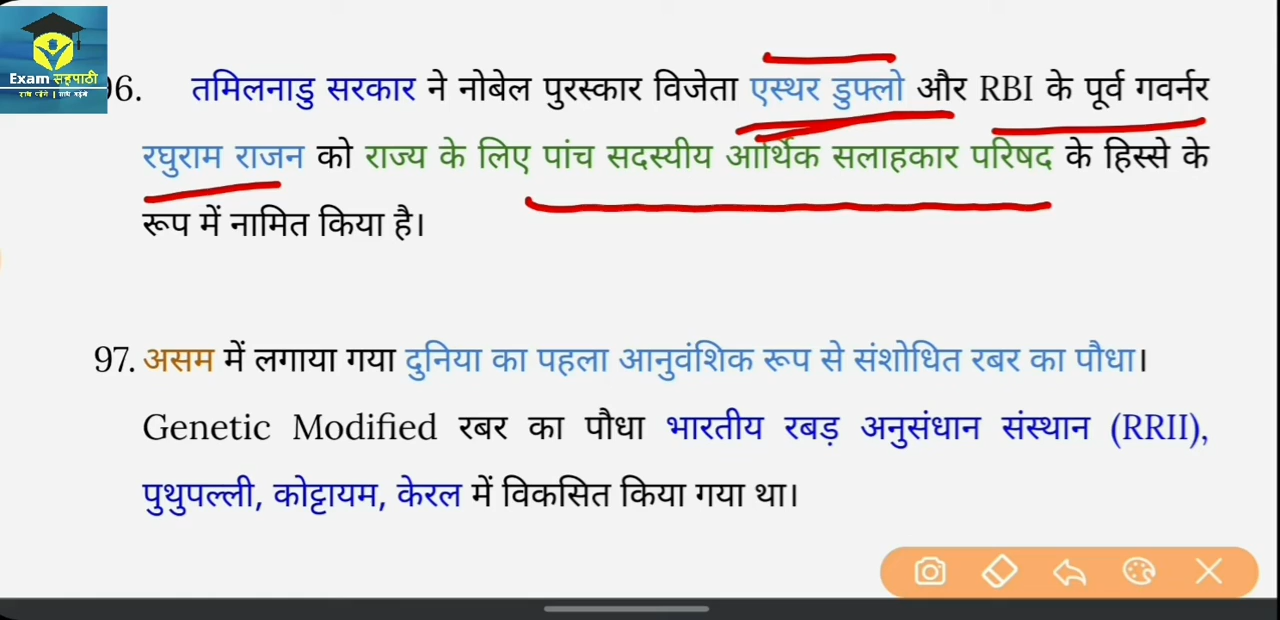 Exam सहपाठी
साथ पढ़ेंगे | साथ बढ़ेंगे
96. तमिलनाडु सरकार ने नोबेल पुरस्कार विजेता एस्थर डुफ्लो और RBI के पूर्व गवर्नर
रघुराम राजन को राज्य के लिए पांच सदस्यीय आर्थिक सलाहकार परिषद के हिस्से के
रूप में नामित किया है।
97. असम में लगाया गया दुनिया का पहला आनुवंशिक रूप से संशोधित रबर का पौधा।
Genetic Modified रबर का पौधा भारतीय रबड़ अनुसंधान संस्थान (RRII),
पुथुपल्ली, कोट्टायम, केरल में विकसित किया गया था।